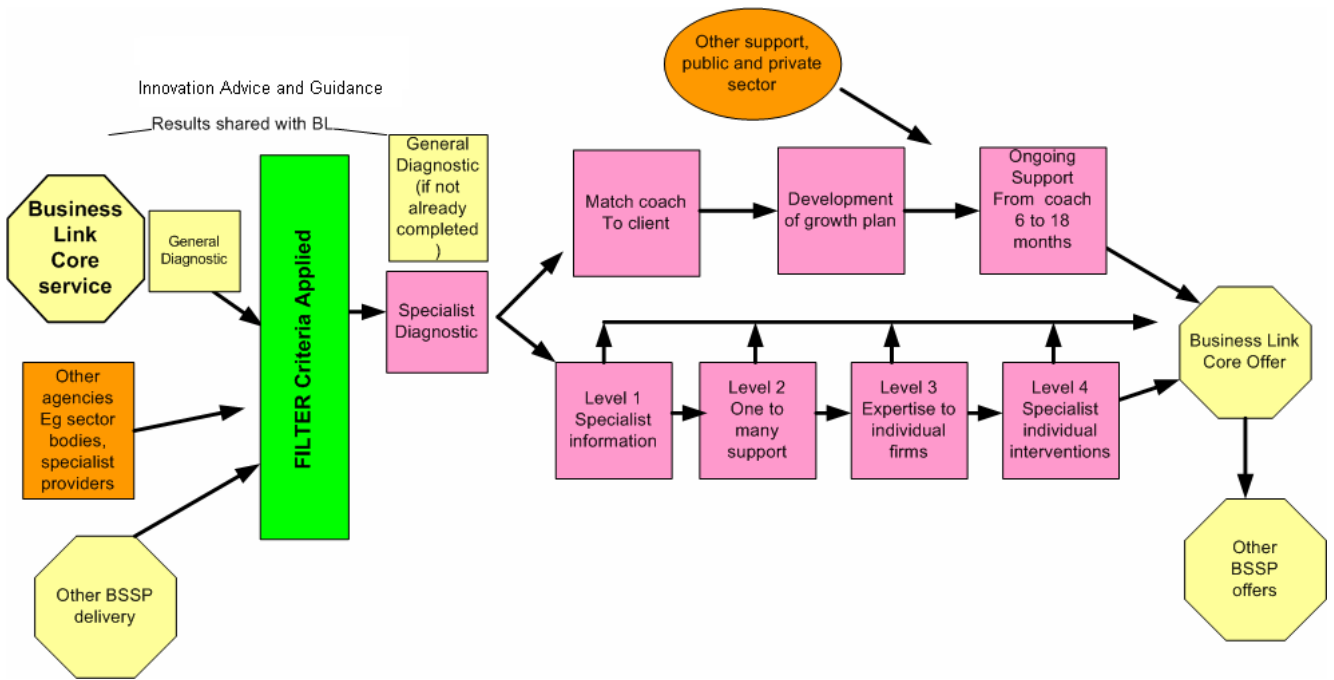 Innovation Advice and Guidance
Results shared with BL
Business
Link
Core
service
General
Diagnostic
Other
agencies
Eg sector
bodies,
specialist
providers
Other BSSP
delivery
FILTER Criteria Applied
General
Diagnostic
(if not
already
completed
)
Specialist
Diagnostic
Other support,
public and private
sector
Match coach
To client
Development
of growth plan
Ongoing
Support
From coach
6 to 18
months
Level 1
Specialist
information
Level 2
One to
many
support
Level 3
Expertise to
individual
firms
Level 4
Specialist
individual
interventions
Business Link
Core Offer
Other
BSSP
offers